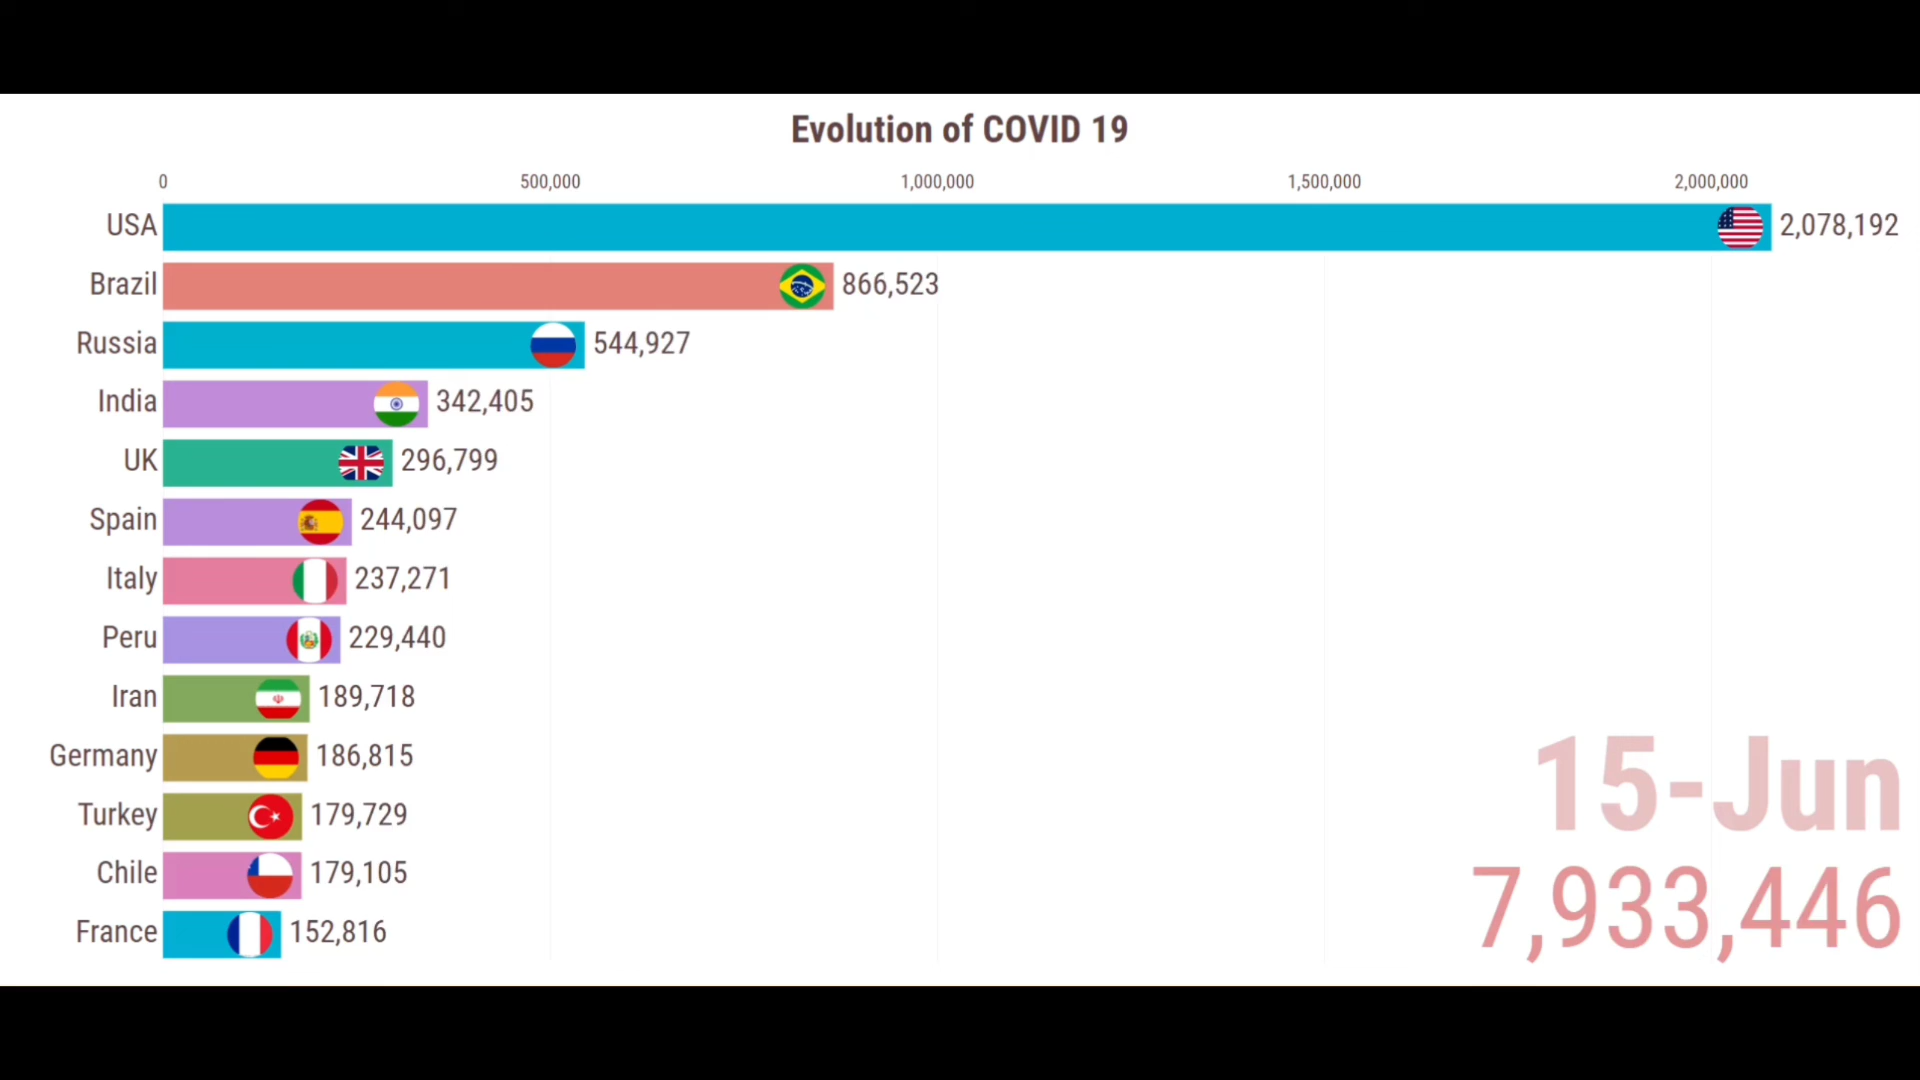 Evolution of COVID 19
0 500,000 1,000,000 1,500,000 2,000,000
USA 2,078,192
Brazil 866,523
Russia 544,927
India 342,405
UK 296,799
Spain 244,097
Italy 237,271
Peru 229,440
Iran 189,718
Germany 186,815
Turkey 179,729
Chile 179,105
France 152,816
15-Jun
7,933,446